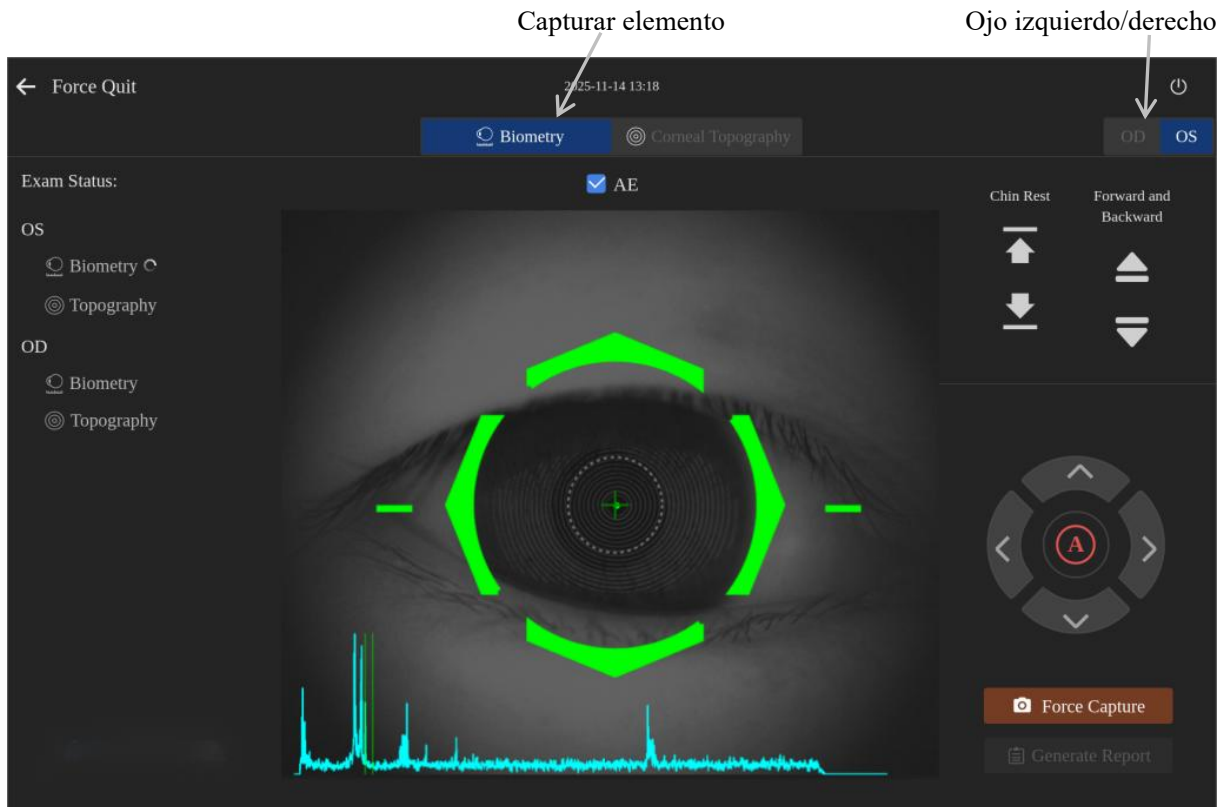 Capturar elemento
Ojo izquierdo/derecho
Force Quit
2025-11-14 13:18
Biometry
Corneal Topography
OD
OS
Exam Status:
AE
Chin Rest
Forward and
Backward
OS
Biometry
Topography
OD
Biometry
Topography
A
Force Capture
Generate Report